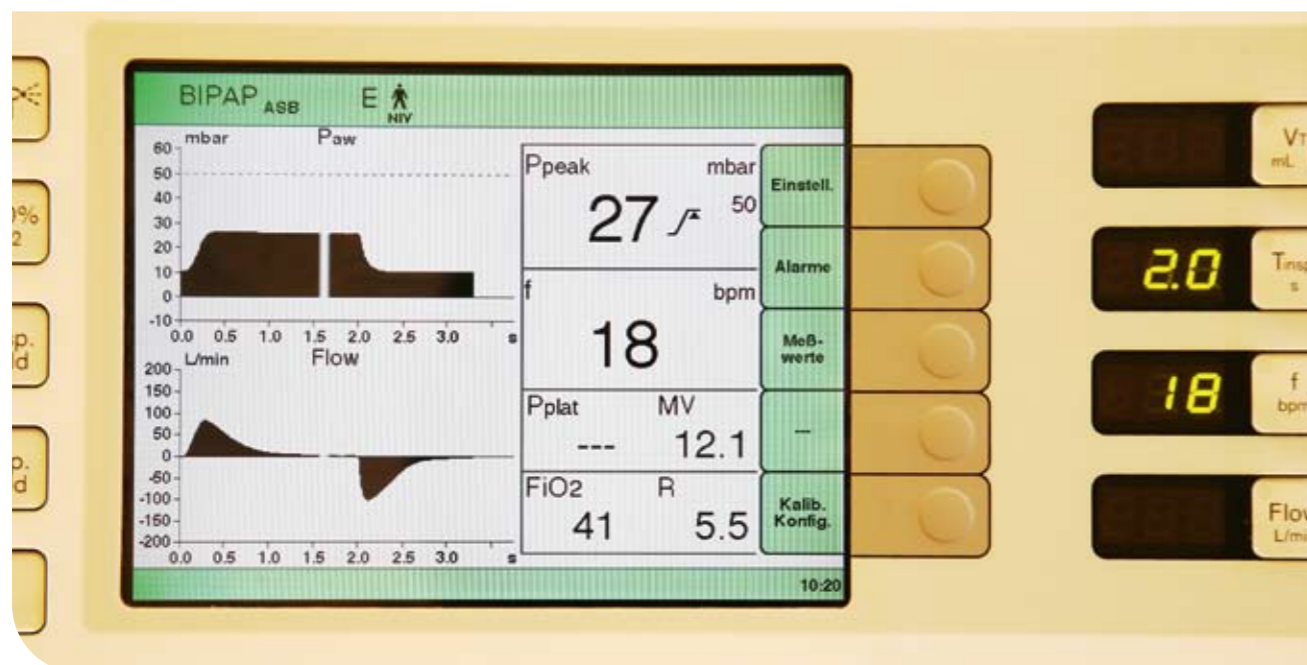 BIPAP ASB E
NIV
mbar Paw
60
50
40
30
20
10
0
-10
0.0 0.5 1.0 1.5 2.0 2.5 3.0 s
L/min Flow
200
150
100
50
0
-50
-100
-150
-200
0.0 0.5 1.0 1.5 2.0 2.5 3.0 s
Ppeak mbar
27 50
f bpm
18
Pplat MV
--- 12.1
FiO2 R
41 5.5
Einstell.
Alarme
Meß-
werte
--
Kalib.
Konfig.
10:20
VT
mL
2.0
s
18
f
bpm